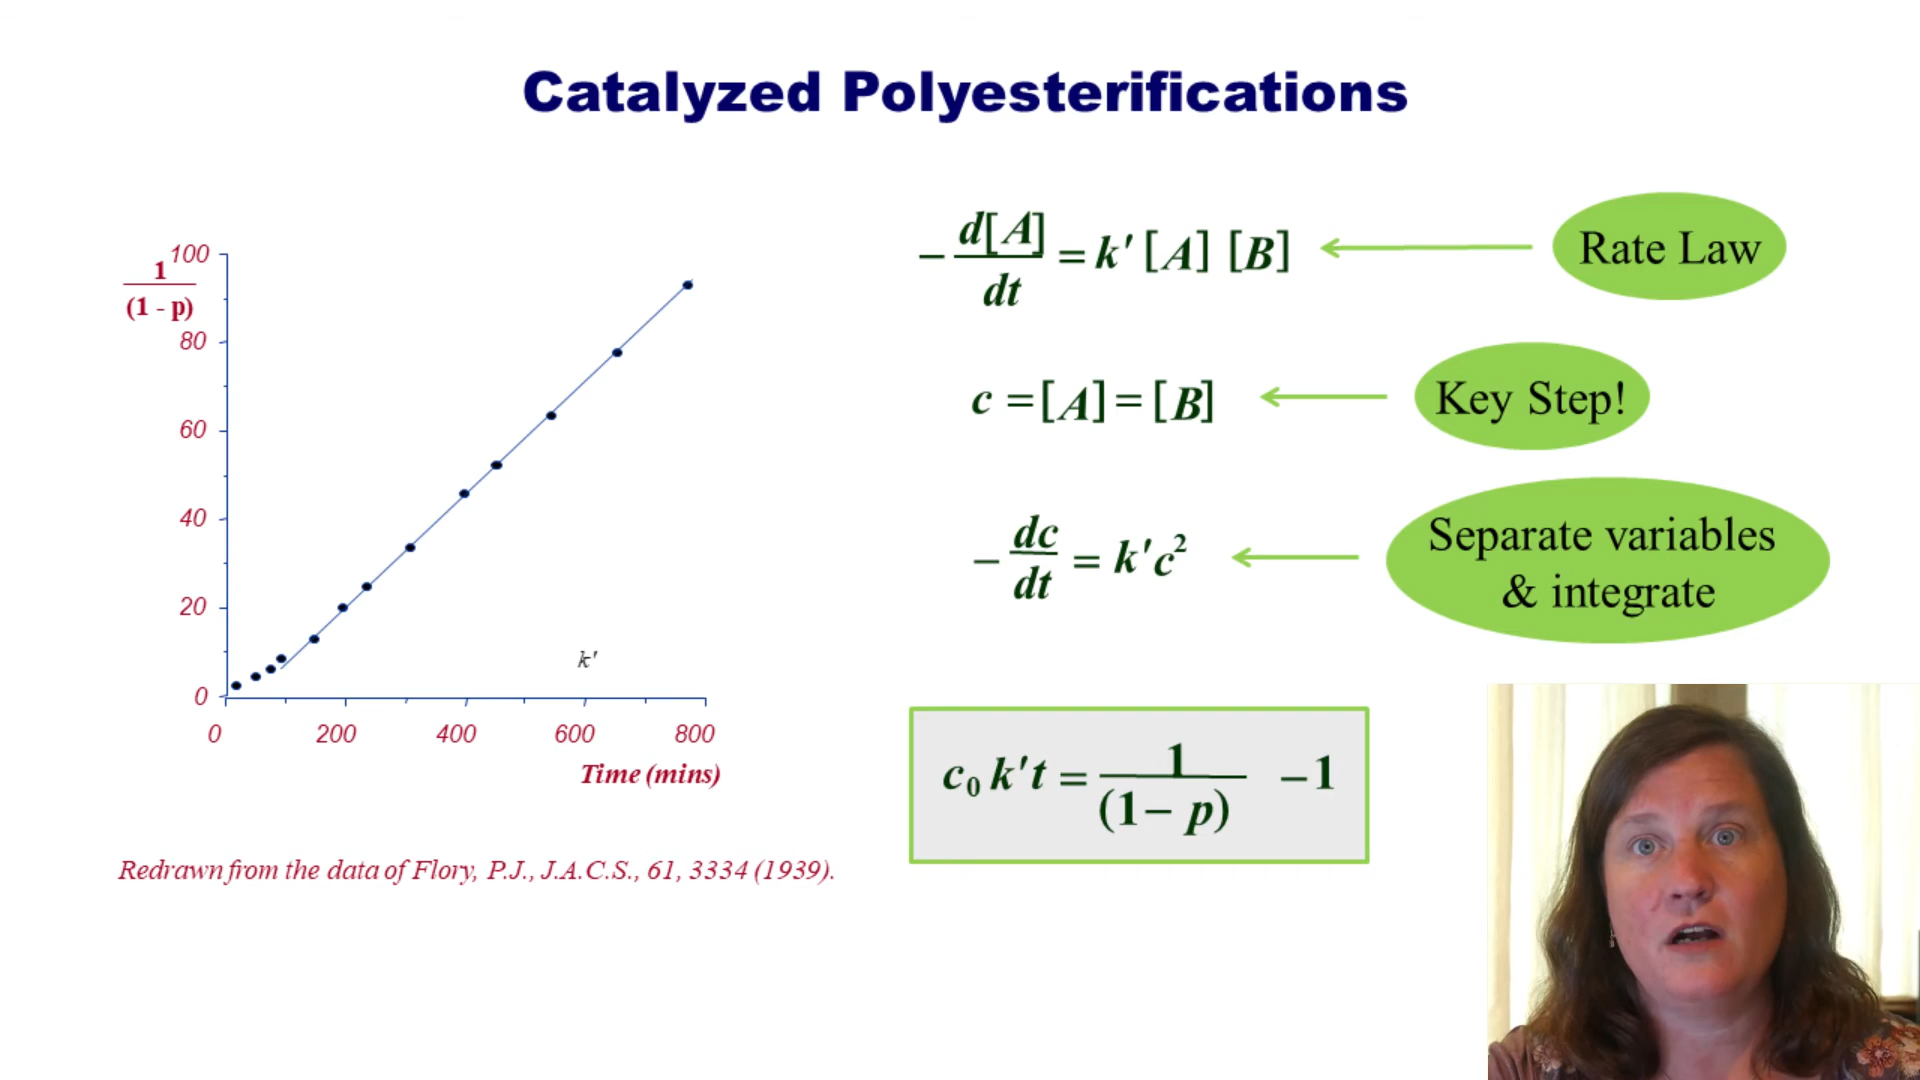 Catalyzed Polyesterifications
1
(1 - p)
100
80
60
40
20
0
0 200 400 600 800
Time (mins)
k'
Redrawn from the data of Flory, P.J., J.A.C.S., 61, 3334 (1939).
− d[A] / dt = k' [A] [B]
Rate Law
c = [A] = [B]
Key Step!
− dc / dt = k'c²
Separate variables
& integrate
c₀ k't = 1 / (1− p) −1